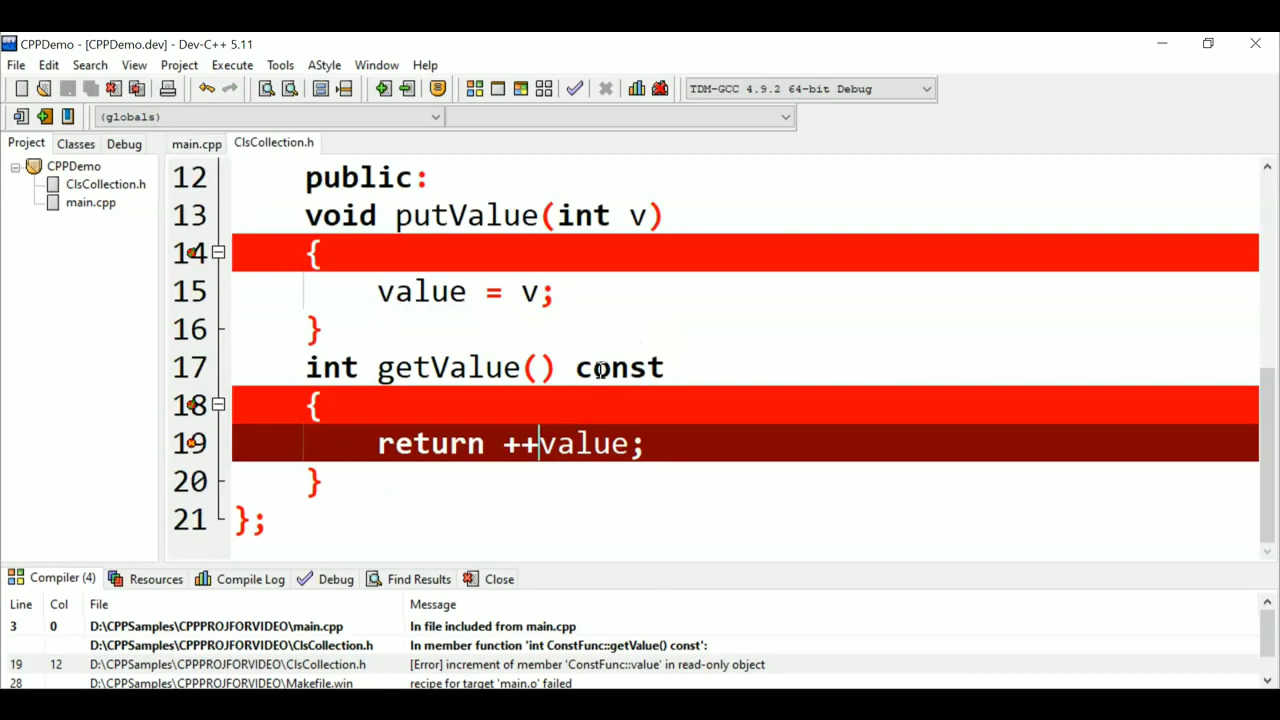 CPPDemo - [CPPDemo.dev] - Dev-C++ 5.11
File Edit Search View Project Execute Tools AStyle Window Help
TDM-GCC 4.9.2 64-bit Debug
(globals)
Project Classes Debug
main.cpp ClsCollection.h
CPPDemo
ClsCollection.h
main.cpp
12 public:
13 void putValue(int v)
14 {
15 value = v;
16 }
17 int getValue() const
18 {
19 return ++value;
20 }
21 };
Compiler (4) Resources Compile Log Debug Find Results Close
Line Col File Message
3 0 D:\CPPSamples\CPPPROJFORVIDEO\main.cpp In file included from main.cpp
D:\CPPSamples\CPPPROJFORVIDEO\ClsCollection.h In member function 'int ConstFunc::getValue() const':
19 12 D:\CPPSamples\CPPPROJFORVIDEO\ClsCollection.h [Error] increment of member 'ConstFunc::value' in read-only object
28 D:\CPPSamples\CPPPROJFORVIDEO\Makefile.win recipe for target 'main.o' failed